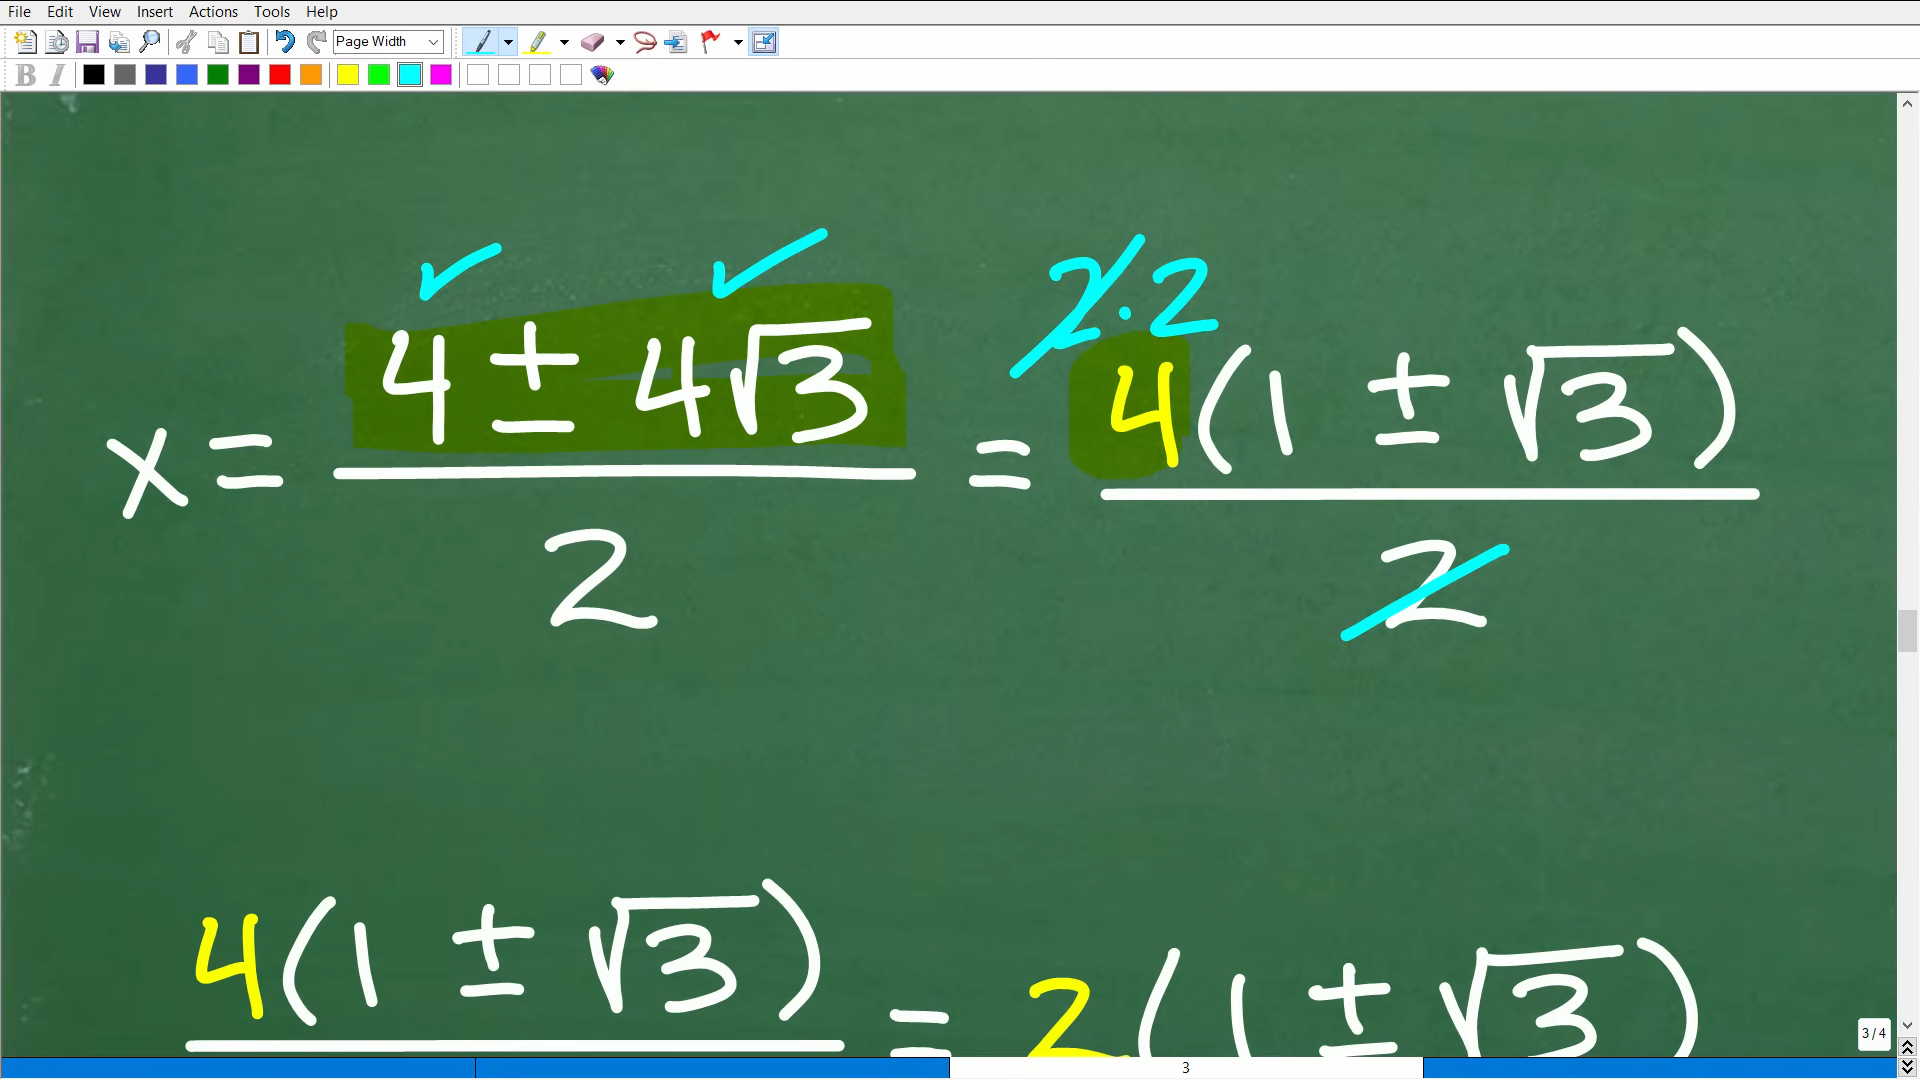 File Edit View Insert Actions Tools Help
Page Width
B I
2·2
x = (4 ± 4√3)/2 = 4(1 ± √3)/2
4(1 ± √3) = 2(1 ± √3)
3 / 4
3